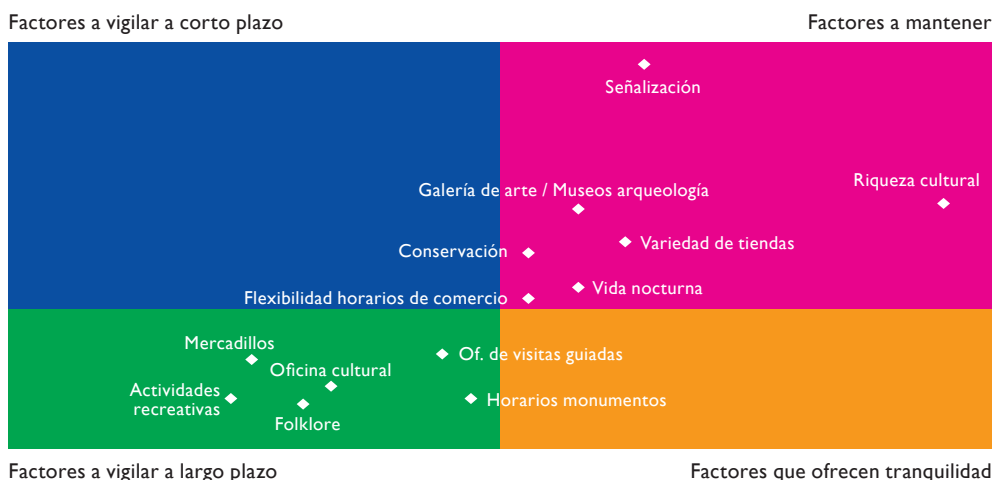 Factores a vigilar a corto plazo
Factores a mantener
Señalización
Riqueza cultural
Galería de arte / Museos arqueología
Variedad de tiendas
Conservación
Vida nocturna
Flexibilidad horarios de comercio
Mercadillos
Of. de visitas guiadas
Oficina cultural
Actividades
recreativas
Horarios monumentos
Folklore
Factores a vigilar a largo plazo
Factores que ofrecen tranquilidad